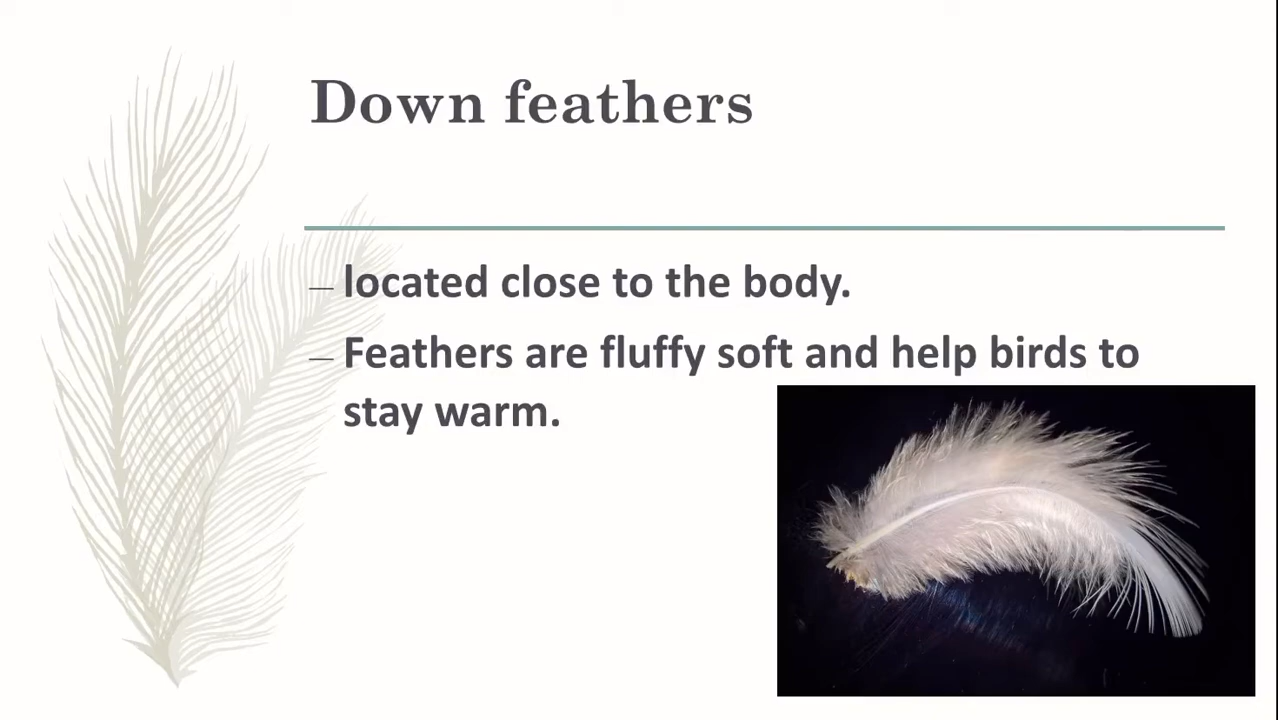 Down feathers
– located close to the body.
– Feathers are fluffy soft and help birds to
stay warm.